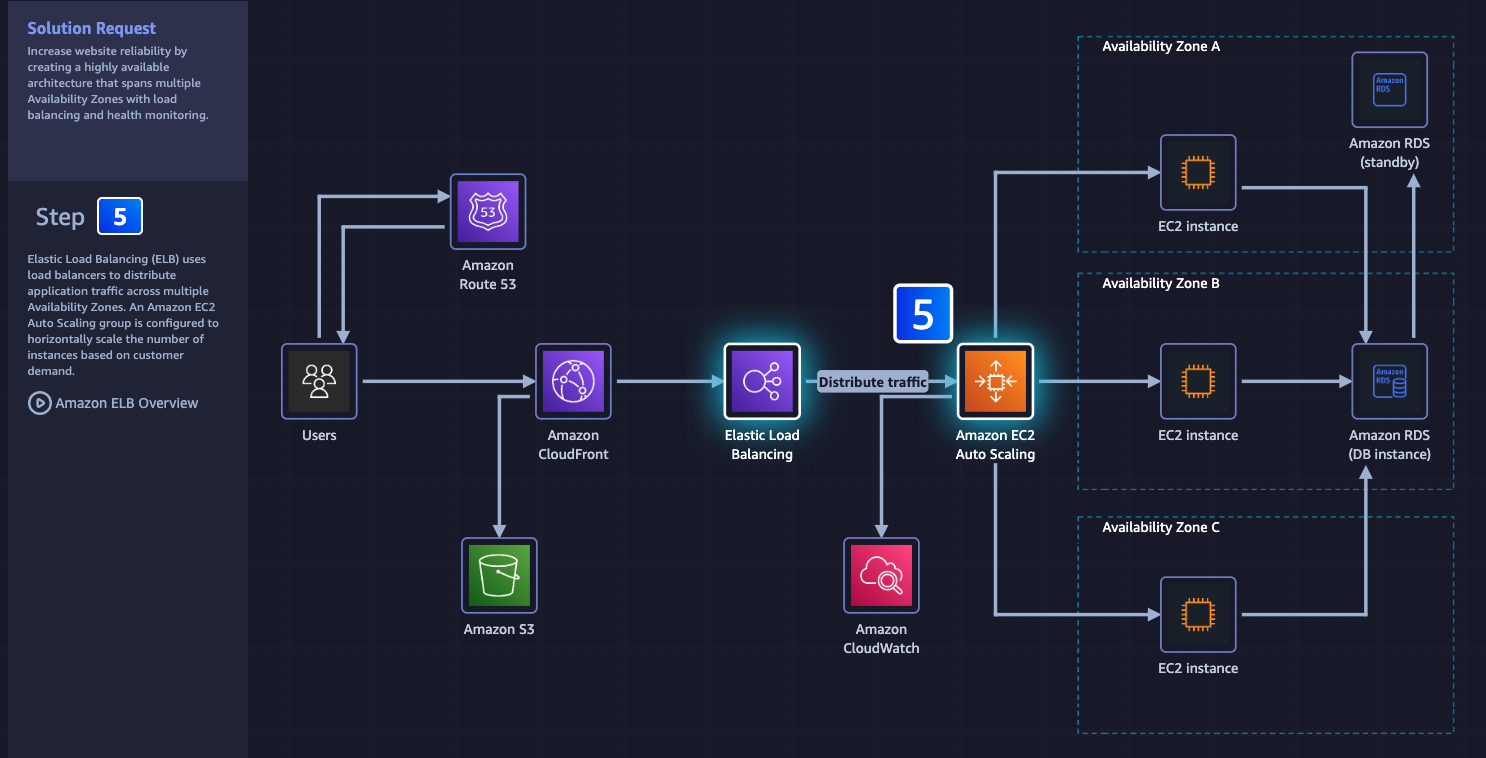 Solution Request
Increase website reliability by
creating a highly available
architecture that spans multiple
Availability Zones with load
balancing and health monitoring.
Step 5
Elastic Load Balancing (ELB) uses
load balancers to distribute
application traffic across multiple
Availability Zones. An Amazon EC2
Auto Scaling group is configured to
horizontally scale the number of
instances based on customer
demand.
Amazon ELB Overview
Users
53
Amazon
Route 53
Amazon
CloudFront
Amazon S3
Elastic Load
Balancing
Distribute traffic
5
Amazon EC2
Auto Scaling
Amazon
CloudWatch
Availability Zone A
EC2 instance
Amazon
RDS
Amazon RDS
(standby)
Availability Zone B
EC2 instance
Amazon
RDS
Amazon RDS
(DB instance)
Availability Zone C
EC2 instance